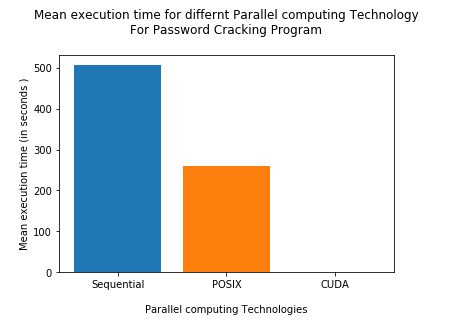 Mean execution time for differnt Parallel computing Technology
For Password Cracking Program
500
400
300
200
100
0
Mean execution time (in seconds )
Sequential
POSIX
CUDA
Parallel computing Technologies